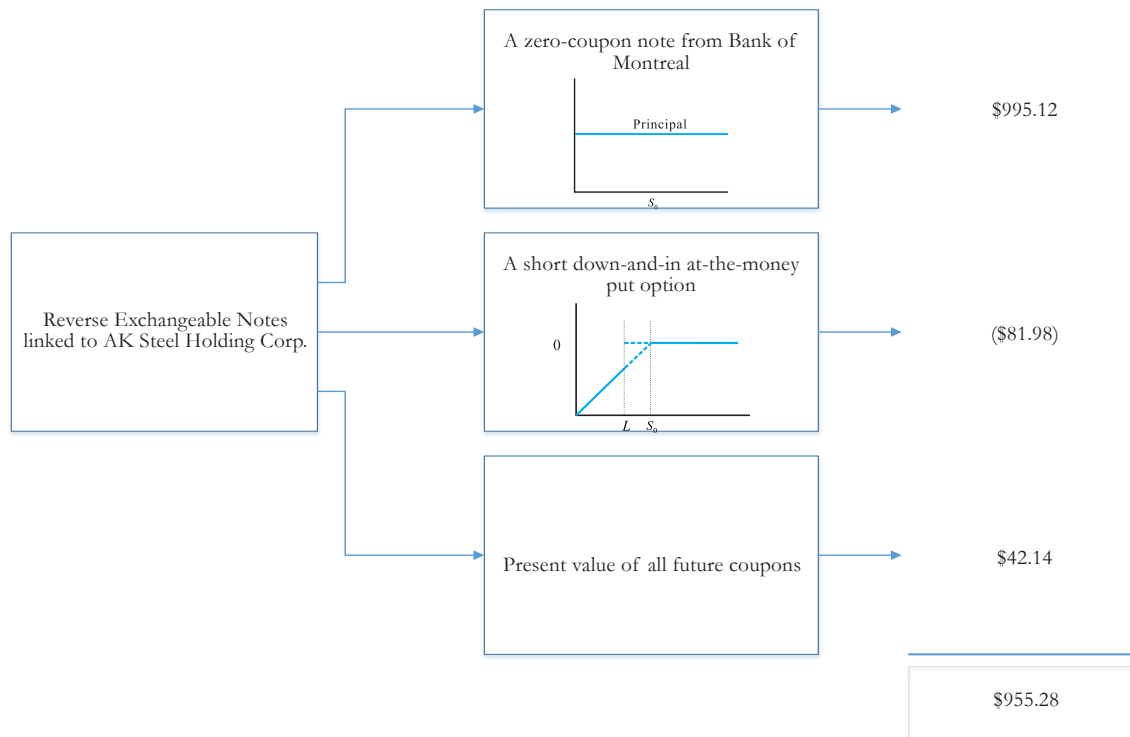 A zero-coupon note from Bank of
Montreal
Principal
S₀
$995.12
Reverse Exchangeable Notes
linked to AK Steel Holding Corp.
A short down-and-in at-the-money
put option
0
L S₀
($81.98)
Present value of all future coupons
$42.14
$955.28